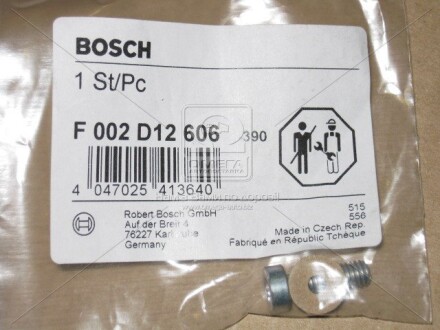 BOSCH
1 St/Pc
F 002 D12 606
390
4 047025 413640
Robert Bosch GmbH
Auf der Breit 4
76227 Karlsruhe
Germany
515
556
Made in Czech Rep.
Fabriqué en République Tchèque